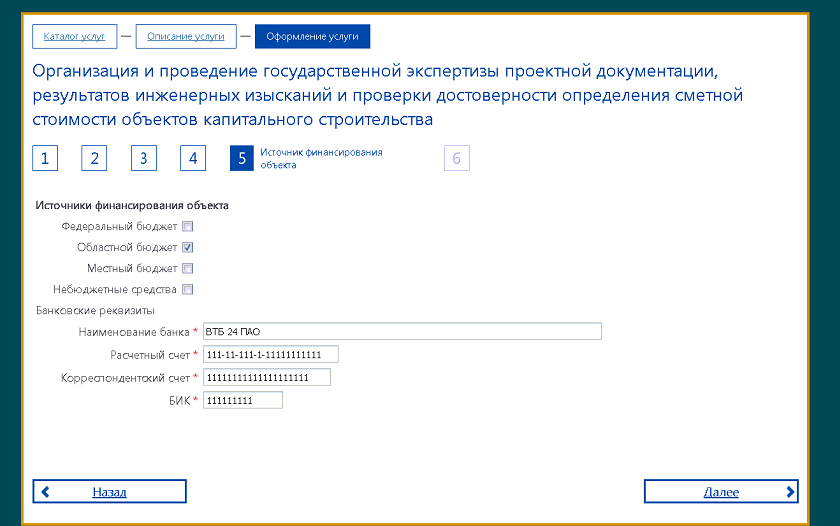 Каталог услуг — Описание услуги — Оформление услуги
Организация и проведение государственной экспертизы проектной документации,
результатов инженерных изысканий и проверки достоверности определения сметной
стоимости объектов капитального строительства
1 2 3 4 5 Источник финансирования
объекта
6
Источники финансирования объекта
Федеральный бюджет
Областной бюджет
Местный бюджет
Небюджетные средства
Банковские реквизиты
Наименование банка * ВТБ 24 ПАО
Расчетный счет * 111-11-111-1-11111111111
Корреспондентский счет * 11111111111111111111
БИК * 111111111
Назад
Далее